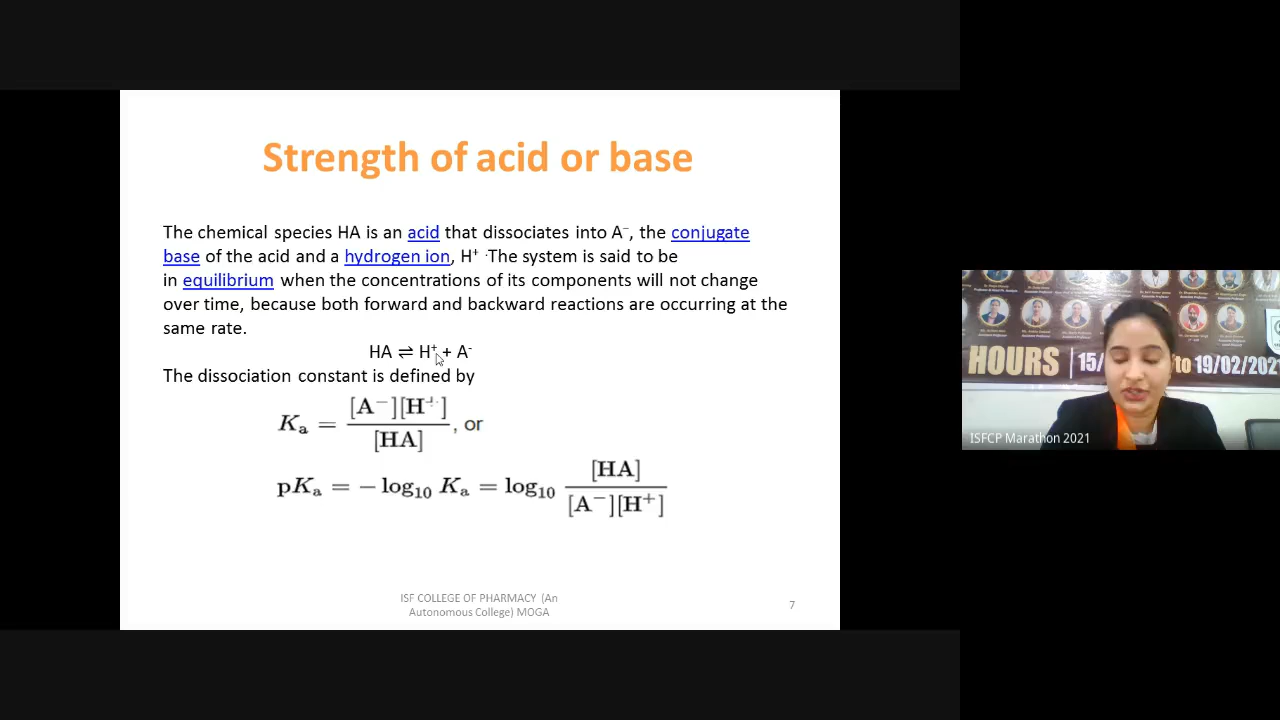 Strength of acid or base
The chemical species HA is an acid that dissociates into A⁻, the conjugate
base of the acid and a hydrogen ion, H⁺ .The system is said to be
in equilibrium when the concentrations of its components will not change
over time, because both forward and backward reactions are occurring at the
same rate.
HA ⇌ H⁺ + A⁻
The dissociation constant is defined by
Kₐ = [A⁻][H⁺] / [HA] , or
pKₐ = − log₁₀ Kₐ = log₁₀ [HA] / [A⁻][H⁺]
ISF COLLEGE OF PHARMACY (An
Autonomous College) MOGA
7
HOURS 15/ to 19/02/2021
ISFCP Marathon 2021